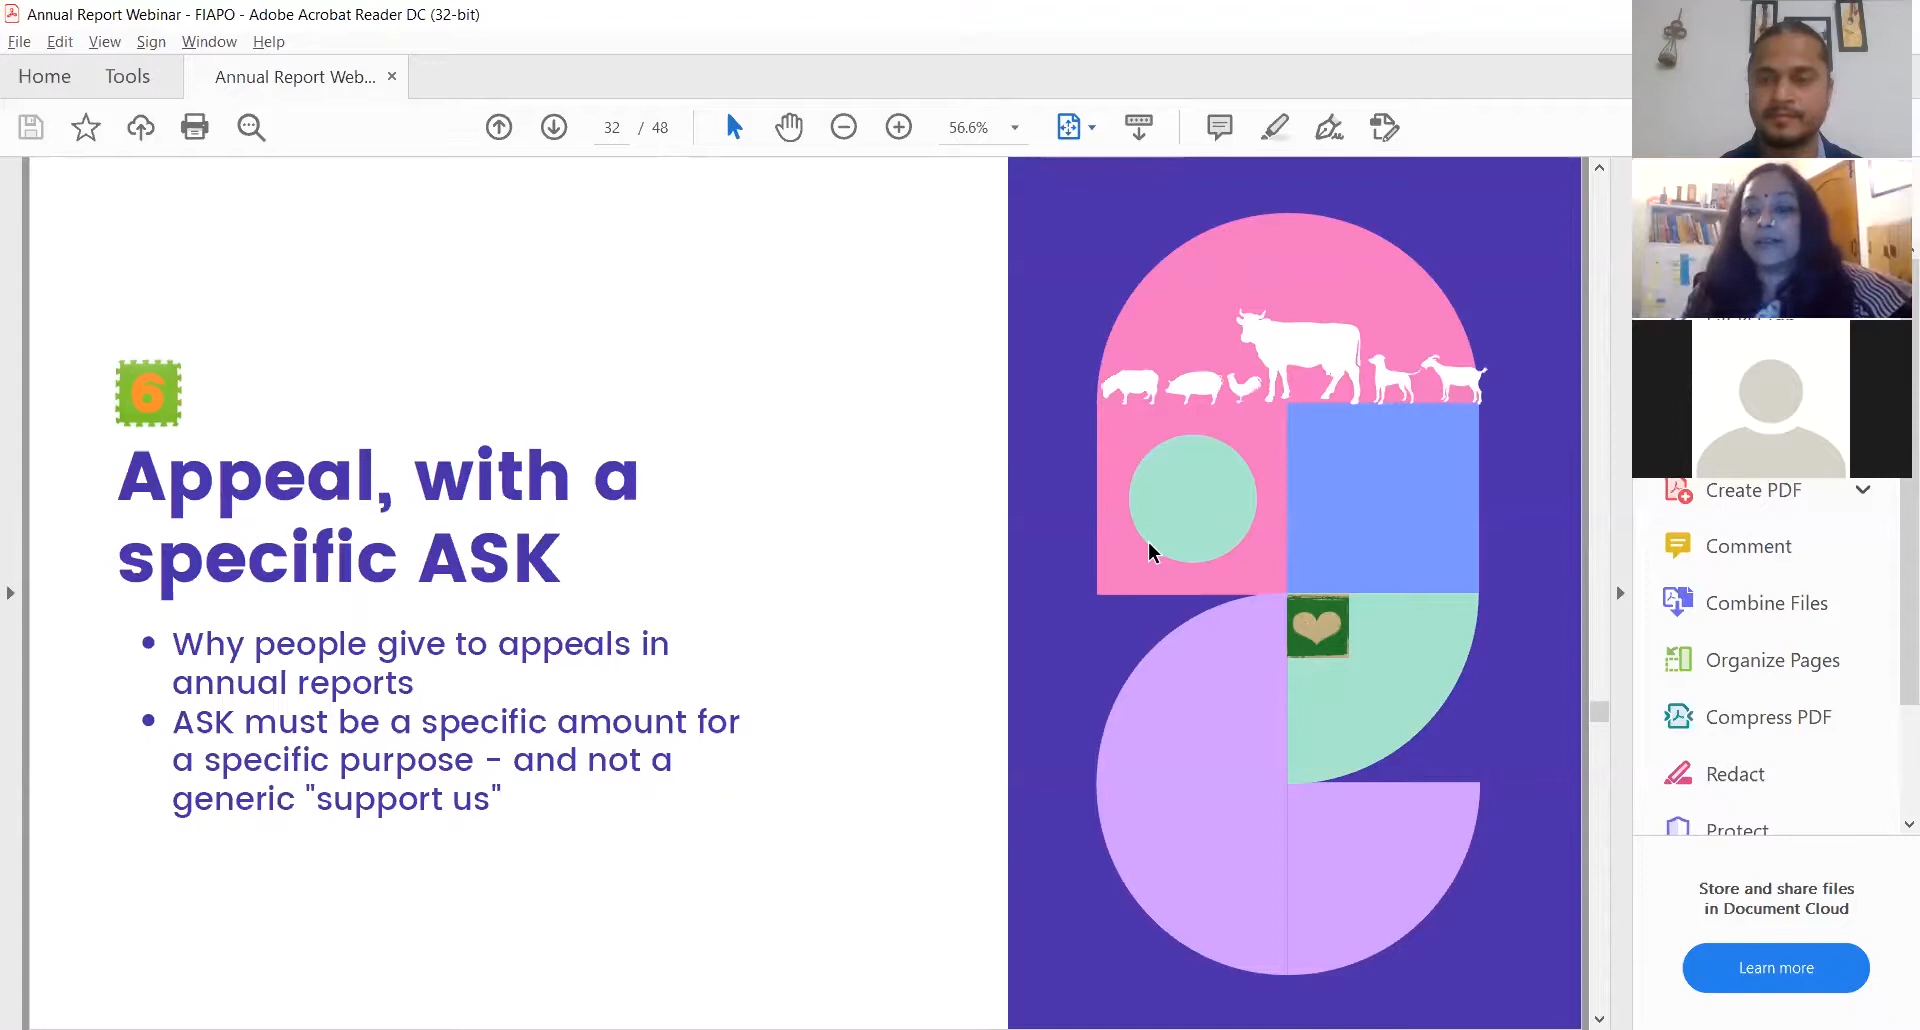 Annual Report Webinar - FIAPO - Adobe Acrobat Reader DC (32-bit)
File Edit View Sign Window Help
Home Tools Annual Report Web... ×
32 / 48 56.6%
6
Appeal, with a
specific ASK
• Why people give to appeals in
annual reports
• ASK must be a specific amount for
a specific purpose - and not a
generic "support us"
Create PDF
Comment
Combine Files
Organize Pages
Compress PDF
Redact
Protect
Store and share files
in Document Cloud
Learn more